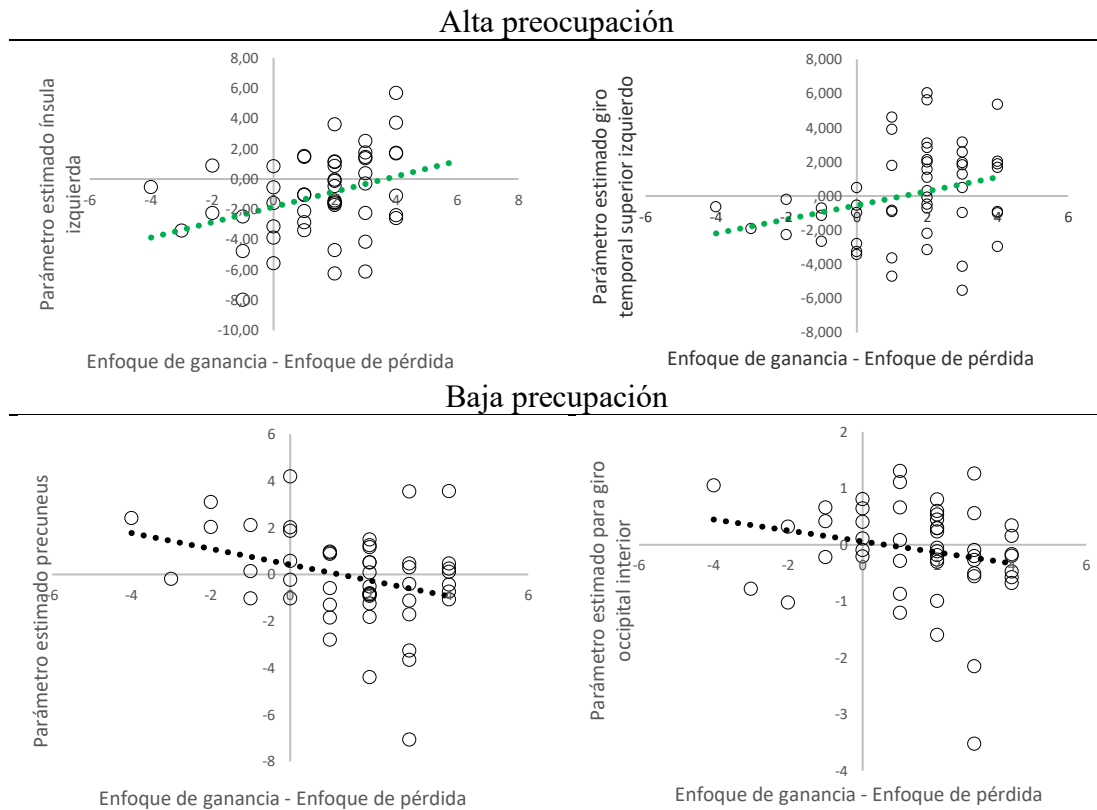 Alta preocupación
Parámetro estimado ínsula
izquierda
8,00
6,00
4,00
2,00
0,00
-2,00
-4,00
-6,00
-8,00
-10,00
-6 -4 -2 0 2 4 6 8
Enfoque de ganancia - Enfoque de pérdida
Parámetro estimado giro
temporal superior izquierdo
8,000
6,000
4,000
2,000
,000
-2,000
-4,000
-6,000
-8,000
-6 -4 -2 0 2 4 6
Enfoque de ganancia - Enfoque de pérdida
Baja precupación
Parámetro estimado precuneus
6
4
2
0
-2
-4
-6
-8
-6 -4 -2 0 2 4 6
Enfoque de ganancia - Enfoque de pérdida
Parámetro estimado para giro
occipital interior
2
1
0
-1
-2
-3
-4
-6 -4 -2 0 2 4 6
Enfoque de ganancia - Enfoque de pérdida